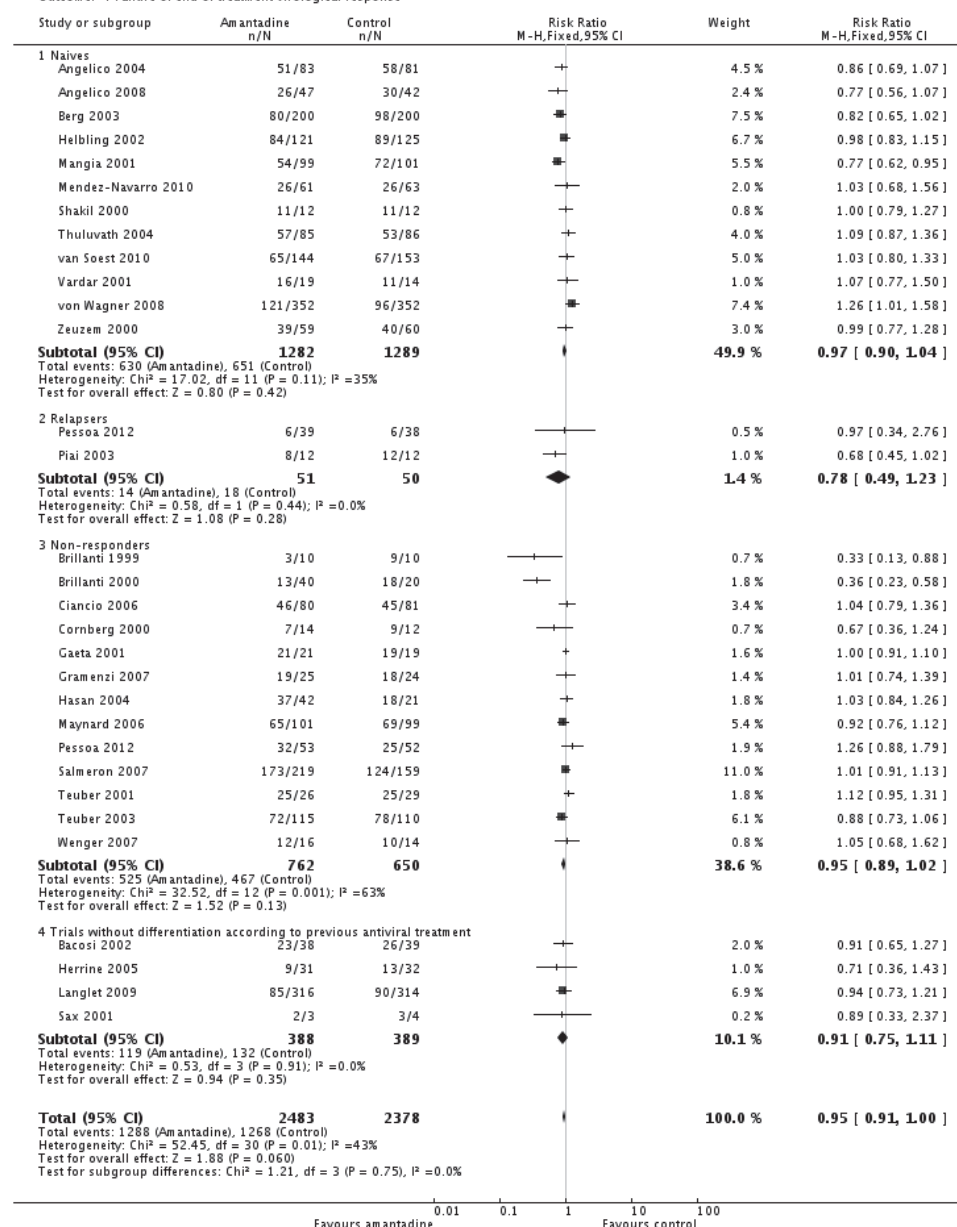 Study or subgroup Amantadine Control Risk Ratio Weight Risk Ratio
n/N n/N M-H,Fixed,95% CI M-H,Fixed,95% CI
1 Naives
Angelico 2004 51/83 58/81 4.5 % 0.86 [ 0.69, 1.07 ]
Angelico 2008 26/47 30/42 2.4 % 0.77 [ 0.56, 1.07 ]
Berg 2003 80/200 98/200 7.5 % 0.82 [ 0.65, 1.02 ]
Helbling 2002 84/121 89/125 6.7 % 0.98 [ 0.83, 1.15 ]
Mangia 2001 54/99 72/101 5.5 % 0.77 [ 0.62, 0.95 ]
Mendez-Navarro 2010 26/61 26/63 2.0 % 1.03 [ 0.68, 1.56 ]
Shakil 2000 11/12 11/12 0.8 % 1.00 [ 0.79, 1.27 ]
Thuluvath 2004 57/85 53/86 4.0 % 1.09 [ 0.87, 1.36 ]
van Soest 2010 65/144 67/153 5.0 % 1.03 [ 0.80, 1.33 ]
Vardar 2001 16/19 11/14 1.0 % 1.07 [ 0.77, 1.50 ]
von Wagner 2008 121/352 96/352 7.4 % 1.26 [ 1.01, 1.58 ]
Zeuzem 2000 39/59 40/60 3.0 % 0.99 [ 0.77, 1.28 ]
Subtotal (95% CI) 1282 1289 49.9 % 0.97 [ 0.90, 1.04 ]
Total events: 630 (Amantadine), 651 (Control)
Heterogeneity: Chi² = 17.02, df = 11 (P = 0.11); I² =35%
Test for overall effect: Z = 0.80 (P = 0.42)
2 Relapsers
Pessoa 2012 6/39 6/38 0.5 % 0.97 [ 0.34, 2.76 ]
Piai 2003 8/12 12/12 1.0 % 0.68 [ 0.45, 1.02 ]
Subtotal (95% CI) 51 50 1.4 % 0.78 [ 0.49, 1.23 ]
Total events: 14 (Amantadine), 18 (Control)
Heterogeneity: Chi² = 0.58, df = 1 (P = 0.44); I² =0.0%
Test for overall effect: Z = 1.08 (P = 0.28)
3 Non-responders
Brillanti 1999 3/10 9/10 0.7 % 0.33 [ 0.13, 0.88 ]
Brillanti 2000 13/40 18/20 1.8 % 0.36 [ 0.23, 0.58 ]
Ciancio 2006 46/80 45/81 3.4 % 1.04 [ 0.79, 1.36 ]
Cornberg 2000 7/14 9/12 0.7 % 0.67 [ 0.36, 1.24 ]
Gaeta 2001 21/21 19/19 1.6 % 1.00 [ 0.91, 1.10 ]
Gramenzi 2007 19/25 18/24 1.4 % 1.01 [ 0.74, 1.39 ]
Hasan 2004 37/42 18/21 1.8 % 1.03 [ 0.84, 1.26 ]
Maynard 2006 65/101 69/99 5.4 % 0.92 [ 0.76, 1.12 ]
Pessoa 2012 32/53 25/52 1.9 % 1.26 [ 0.88, 1.79 ]
Salmeron 2007 173/219 124/159 11.0 % 1.01 [ 0.91, 1.13 ]
Teuber 2001 25/26 25/29 1.8 % 1.12 [ 0.95, 1.31 ]
Teuber 2003 72/115 78/110 6.1 % 0.88 [ 0.73, 1.06 ]
Wenger 2007 12/16 10/14 0.8 % 1.05 [ 0.68, 1.62 ]
Subtotal (95% CI) 762 650 38.6 % 0.95 [ 0.89, 1.02 ]
Total events: 525 (Amantadine), 467 (Control)
Heterogeneity: Chi² = 32.52, df = 12 (P = 0.001); I² =63%
Test for overall effect: Z = 1.52 (P = 0.13)
4 Trials without differentiation according to previous antiviral treatment
Bacosi 2002 23/38 26/39 2.0 % 0.91 [ 0.65, 1.27 ]
Herrine 2005 9/31 13/32 1.0 % 0.71 [ 0.36, 1.43 ]
Langlet 2009 85/316 90/314 6.9 % 0.94 [ 0.73, 1.21 ]
Sax 2001 2/3 3/4 0.2 % 0.89 [ 0.33, 2.37 ]
Subtotal (95% CI) 388 389 10.1 % 0.91 [ 0.75, 1.11 ]
Total events: 119 (Amantadine), 132 (Control)
Heterogeneity: Chi² = 0.53, df = 3 (P = 0.91); I² =0.0%
Test for overall effect: Z = 0.94 (P = 0.35)
Total (95% CI) 2483 2378 100.0 % 0.95 [ 0.91, 1.00 ]
Total events: 1288 (Amantadine), 1268 (Control)
Heterogeneity: Chi² = 52.45, df = 30 (P = 0.01); I² =43%
Test for overall effect: Z = 1.88 (P = 0.060)
Test for subgroup differences: Chi² = 1.21, df = 3 (P = 0.75), I² =0.0%
0.01 0.1 1 10 100
Favours amantadine Favours control